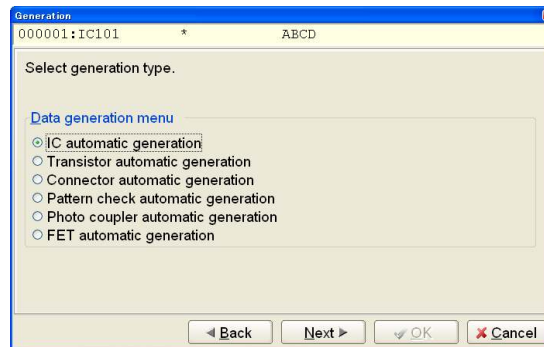 Generation
000001:IC101 * ABCD
Select generation type.
Data generation menu
IC automatic generation
Transistor automatic generation
Connector automatic generation
Pattern check automatic generation
Photo coupler automatic generation
FET automatic generation
Back Next OK Cancel